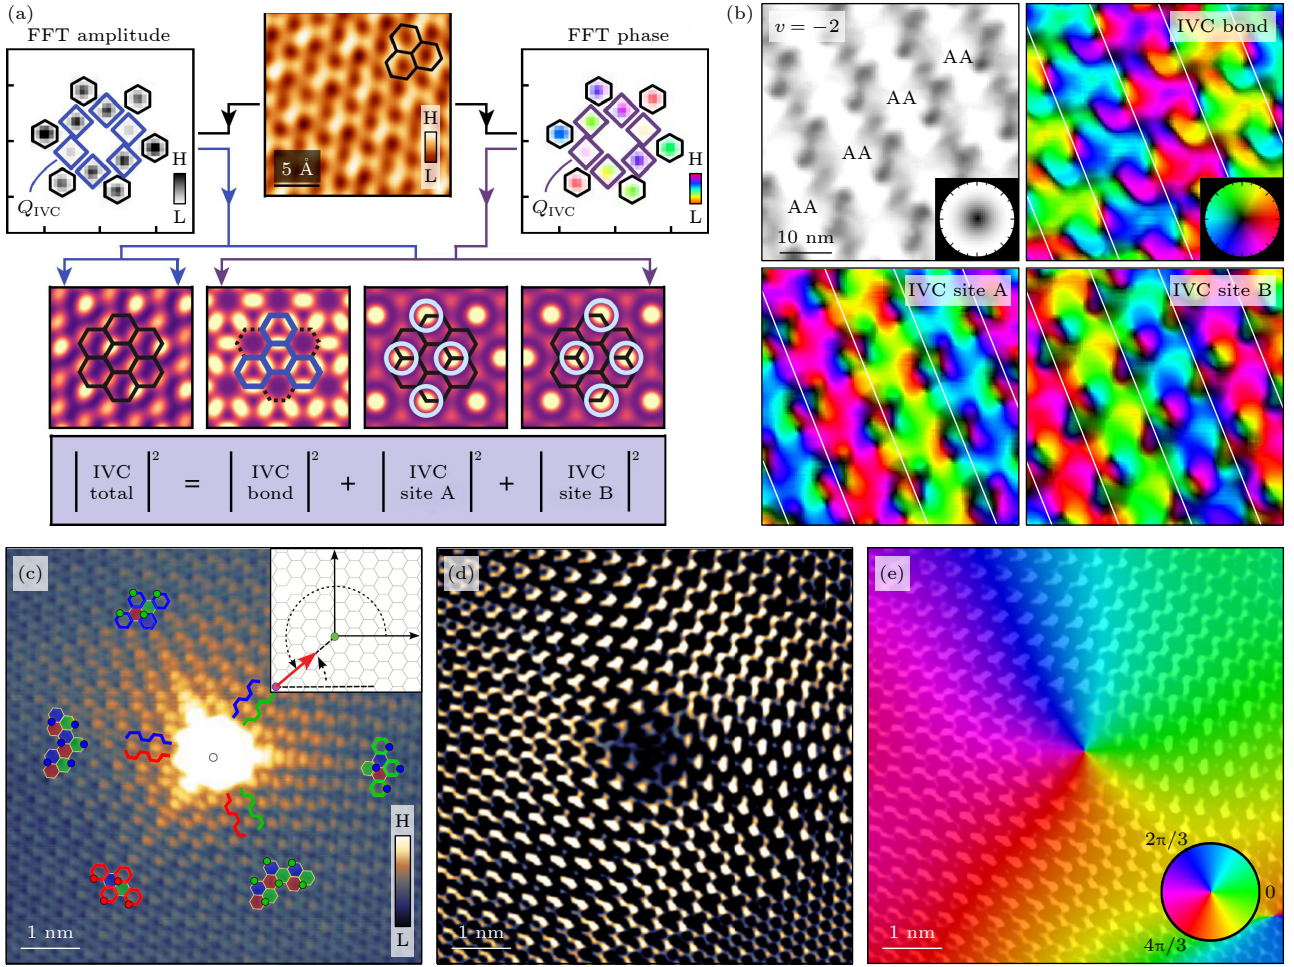 (a)
FFT amplitude
FFT phase
H
L
5 Å
H
L
Q_IVC
H
L
Q_IVC
| IVC total |² = | IVC bond |² + | IVC site A |² + | IVC site B |²
(b)
ν = −2
AA
AA
AA
AA
10 nm
IVC bond
IVC site A
IVC site B
(c)
H
L
1 nm
(d)
1 nm
(e)
2π/3
0
4π/3
1 nm